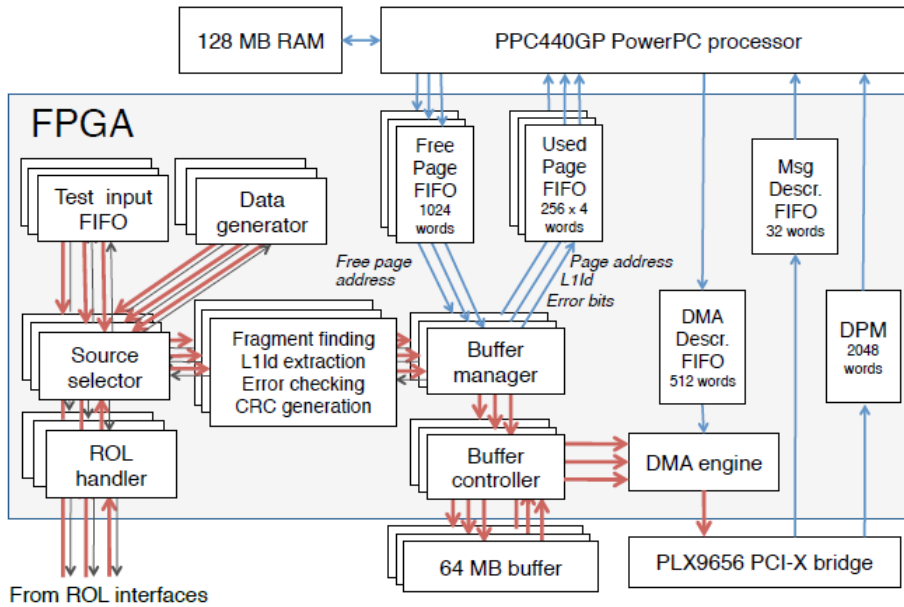 128 MB RAM
PPC440GP PowerPC processor
FPGA
Test input
FIFO
Data
generator
Free
Page
FIFO
1024
words
Used
Page
FIFO
256 x 4
words
Msg
Descr.
FIFO
32 words
Free page
address
Page address
L1Id
Error bits
Source
selector
Fragment finding
L1Id extraction
Error checking
CRC generation
Buffer
manager
DMA
Descr.
FIFO
512 words
DPM
2048
words
ROL
handler
Buffer
controller
DMA engine
64 MB buffer
PLX9656 PCI-X bridge
From ROL interfaces